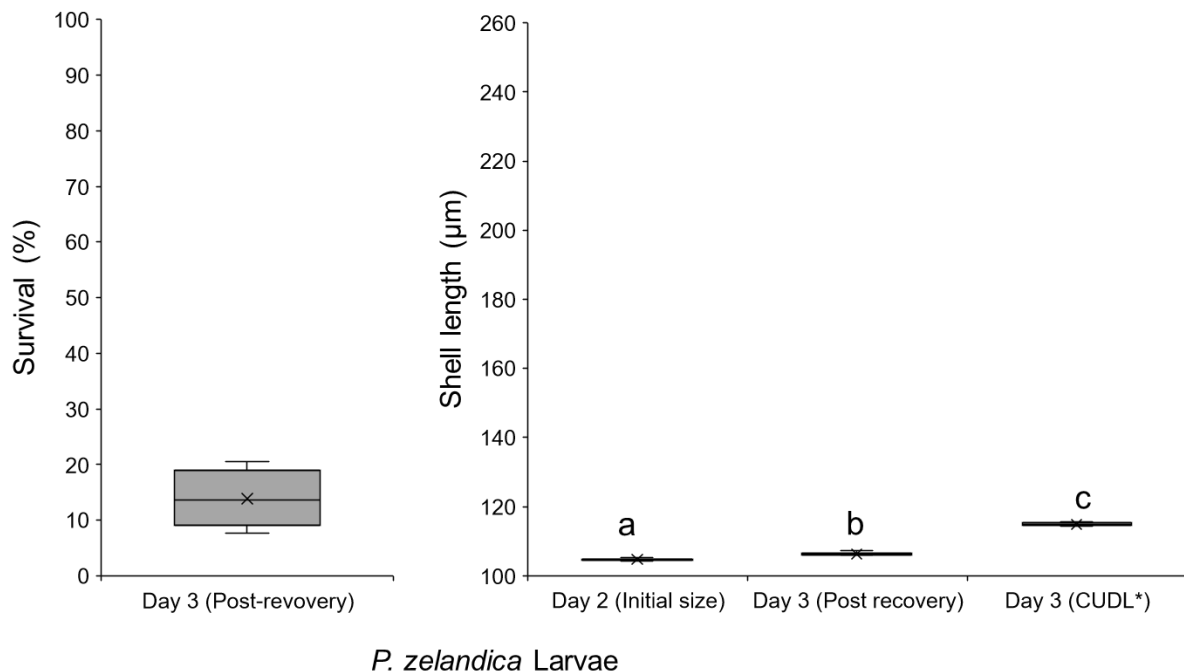 Survival (%)
100
90
80
70
60
50
40
30
20
10
0
Day 3 (Post-revovery)
Shell length (µm)
260
240
220
200
180
160
140
120
100
a
b
c
Day 2 (Initial size)
Day 3 (Post recovery)
Day 3 (CUDL*)
P. zelandica Larvae